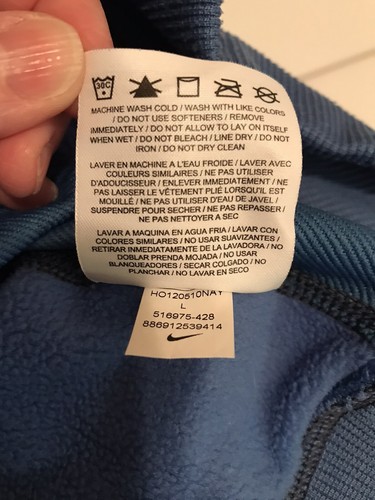 30C
MACHINE WASH COLD / WASH WITH LIKE COLORS
/ DO NOT USE SOFTENERS / REMOVE
IMMEDIATELY / DO NOT ALLOW TO LAY ON ITSELF
WHEN WET / DO NOT BLEACH / LINE DRY / DO NOT
IRON / DO NOT DRY CLEAN
LAVER EN MACHINE A L'EAU FROIDE / LAVER AVEC
COULEURS SIMILAIRES / NE PAS UTILISER
D'ADOUCISSEUR / ENLEVER IMMEDIATEMENT / NE
PAS LAISSER LE VÊTEMENT PLIÉ LORSQU'IL EST
MOUILLÉ / NE PAS UTILISER D'EAU DE JAVEL /
SUSPENDRE POUR SECHER / NE PAS REPASSER /
NE PAS NETTOYER A SEC
LAVAR A MAQUINA EN AGUA FRIA / LAVAR CON
COLORES SIMILARES / NO USAR SUAVIZANTES /
RETIRAR INMEDIATAMENTE DE LA LAVADORA / NO
DOBLAR PRENDA MOJADA / NO USAR
BLANQUEADORES / SECAR COLGADO / NO
PLANCHAR / NO LAVAR EN SECO
HO120510NAY
L
516975-428
886912539414